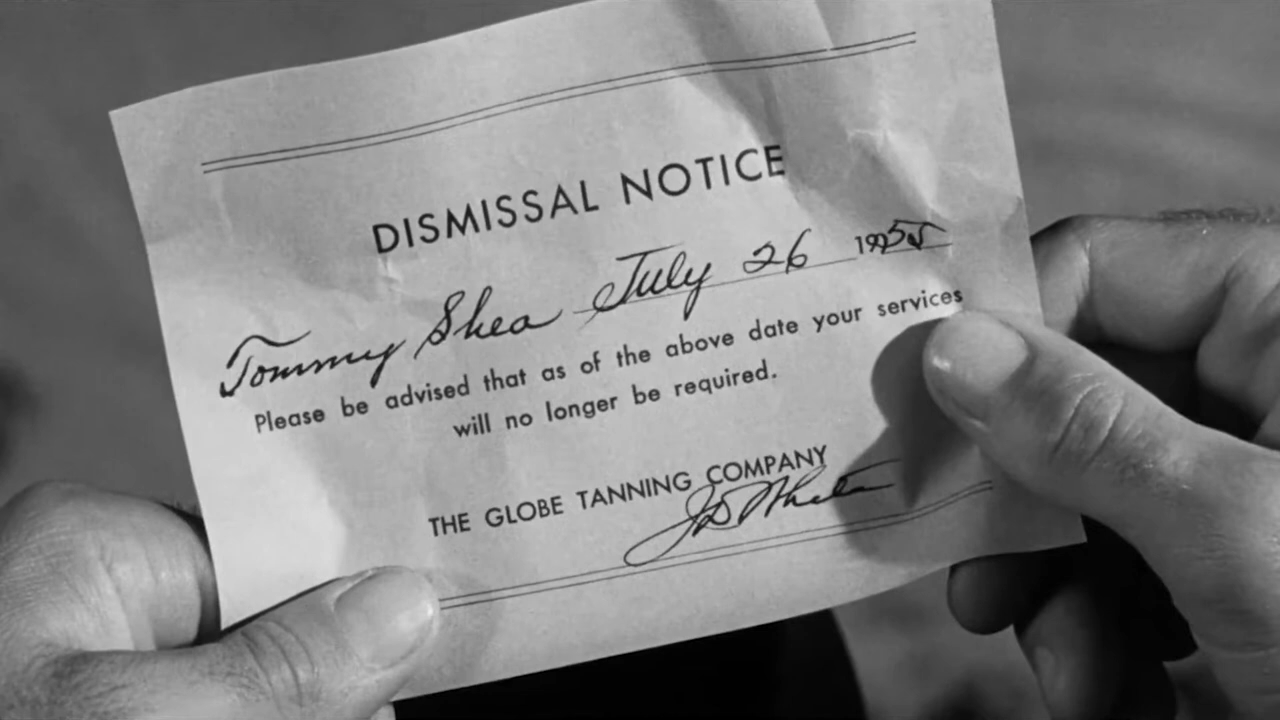 DISMISSAL NOTICE
Tommy Shea July 26 1955
Please be advised that as of the above date your services
will no longer be required.
THE GLOBE TANNING COMPANY